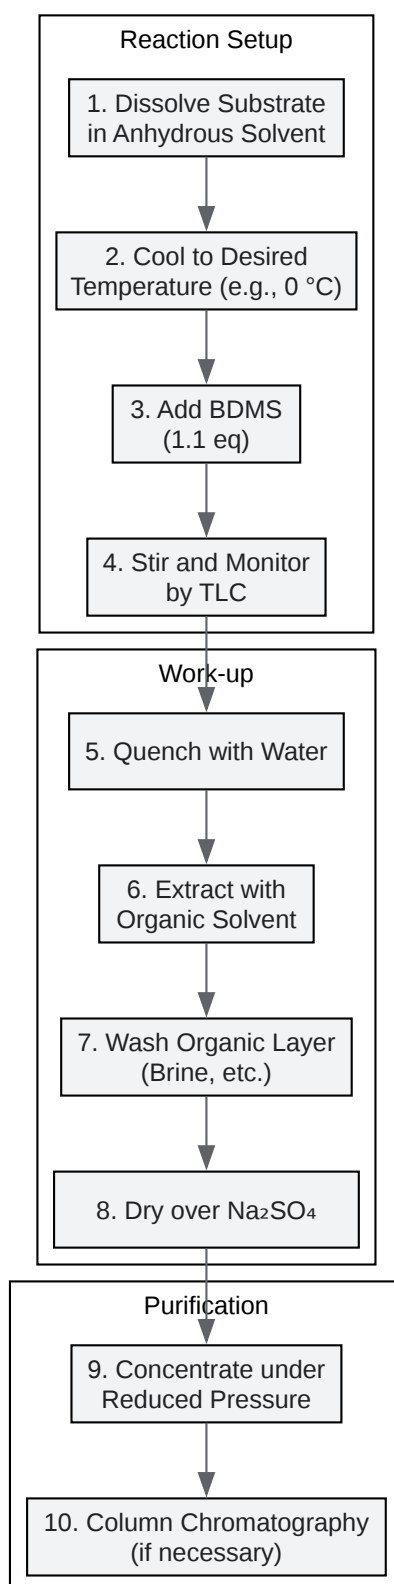 Reaction Setup
1. Dissolve Substrate
in Anhydrous Solvent
2. Cool to Desired
Temperature (e.g., 0 °C)
3. Add BDMS
(1.1 eq)
4. Stir and Monitor
by TLC
Work-up
5. Quench with Water
6. Extract with
Organic Solvent
7. Wash Organic Layer
(Brine, etc.)
8. Dry over Na₂SO₄
Purification
9. Concentrate under
Reduced Pressure
10. Column Chromatography
(if necessary)